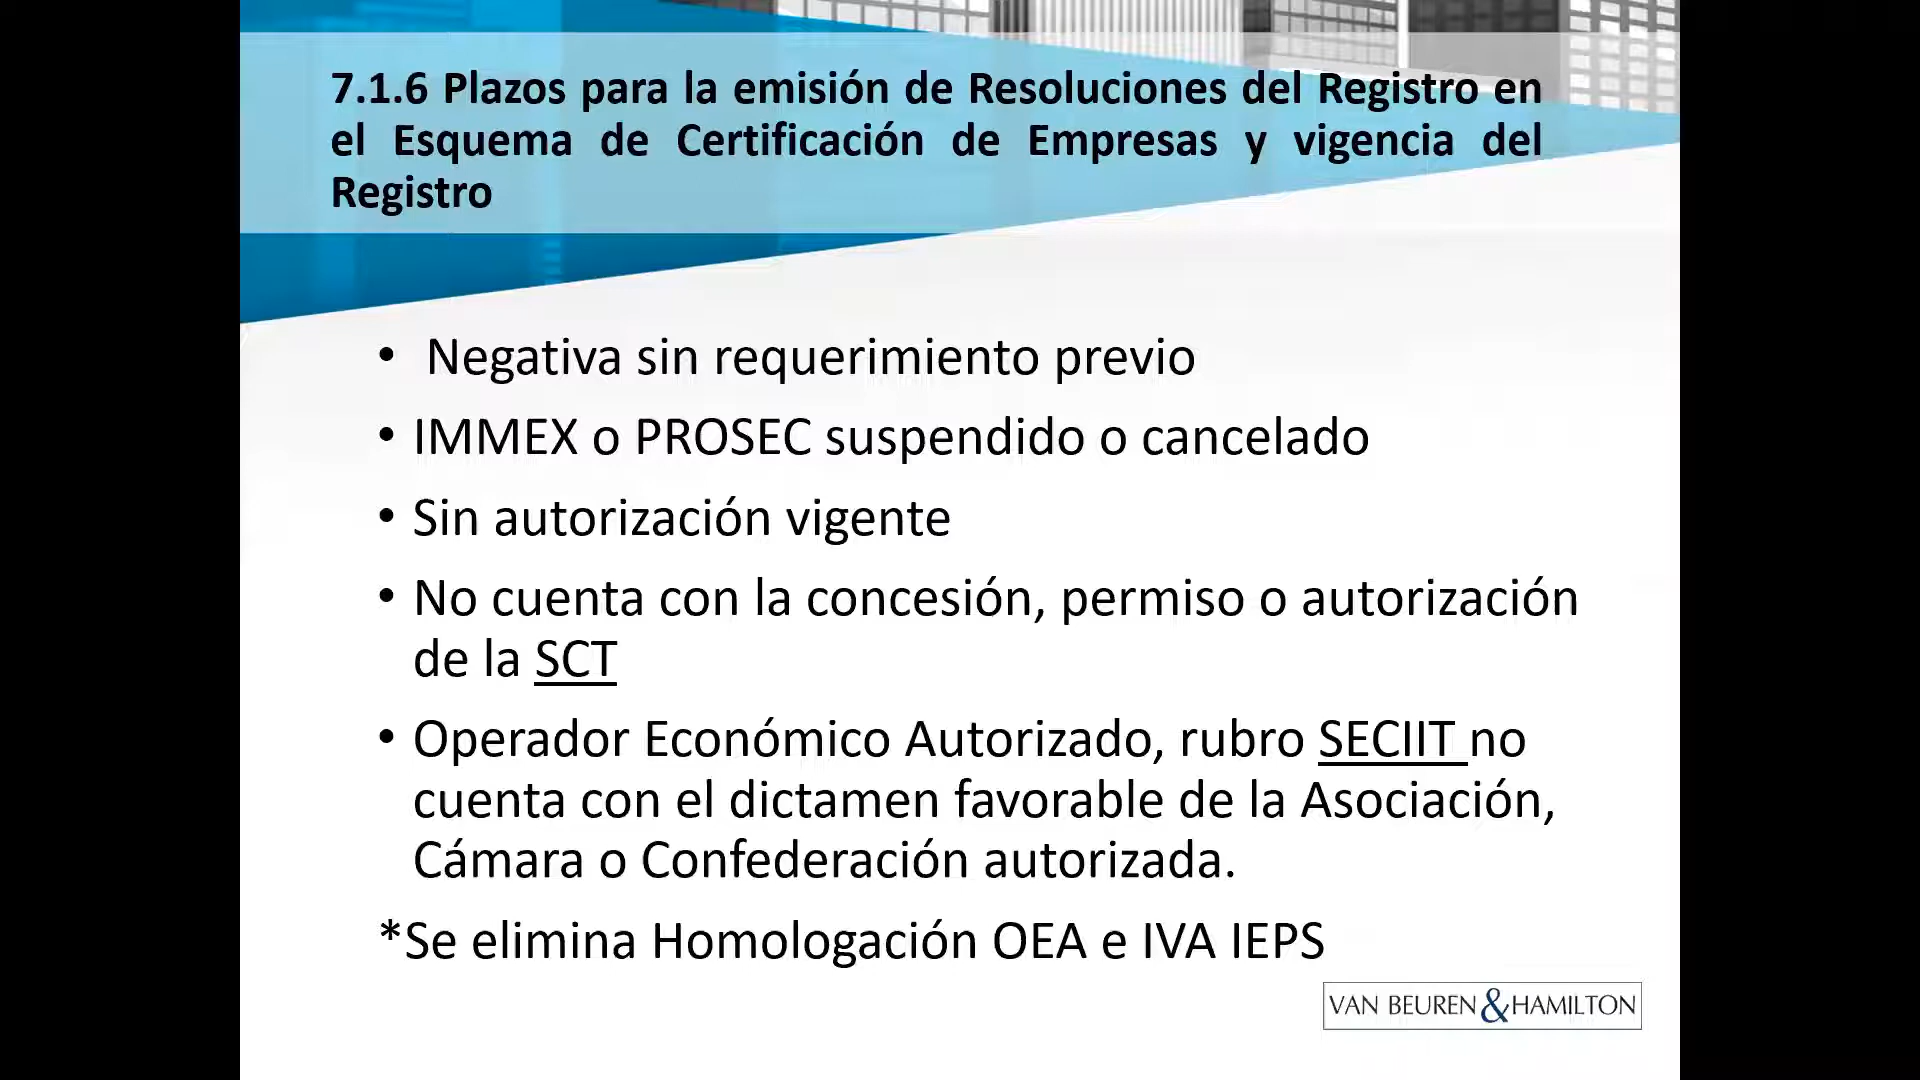 7.1.6 Plazos para la emisión de Resoluciones del Registro en
el Esquema de Certificación de Empresas y vigencia del
Registro
• Negativa sin requerimiento previo
• IMMEX o PROSEC suspendido o cancelado
• Sin autorización vigente
• No cuenta con la concesión, permiso o autorización
de la SCT
• Operador Económico Autorizado, rubro SECIIT no
cuenta con el dictamen favorable de la Asociación,
Cámara o Confederación autorizada.
*Se elimina Homologación OEA e IVA IEPS
VAN BEUREN & HAMILTON